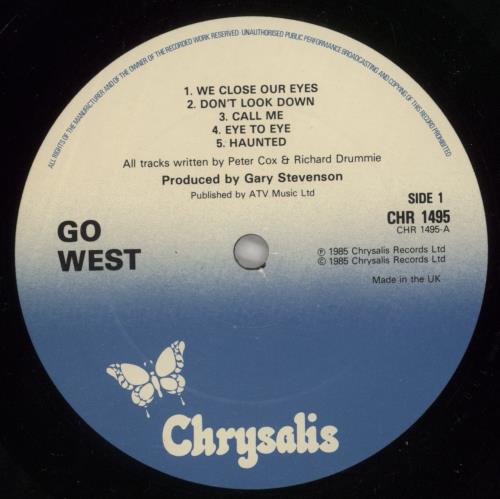 ALL RIGHTS OF THE MANUFACTURER AND OF THE OWNER OF THE RECORDED WORK RESERVED UNAUTHORISED PUBLIC PERFORMANCE BROADCASTING AND COPYING OF THIS RECORD PROHIBITED
1. WE CLOSE OUR EYES
2. DON'T LOOK DOWN
3. CALL ME
4. EYE TO EYE
5. HAUNTED
All tracks written by Peter Cox & Richard Drummie
Produced by Gary Stevenson
Published by ATV Music Ltd
SIDE 1
CHR 1495
CHR 1495-A
GO
WEST
℗ 1985 Chrysalis Records Ltd
© 1985 Chrysalis Records Ltd
Made in the UK
Chrysalis